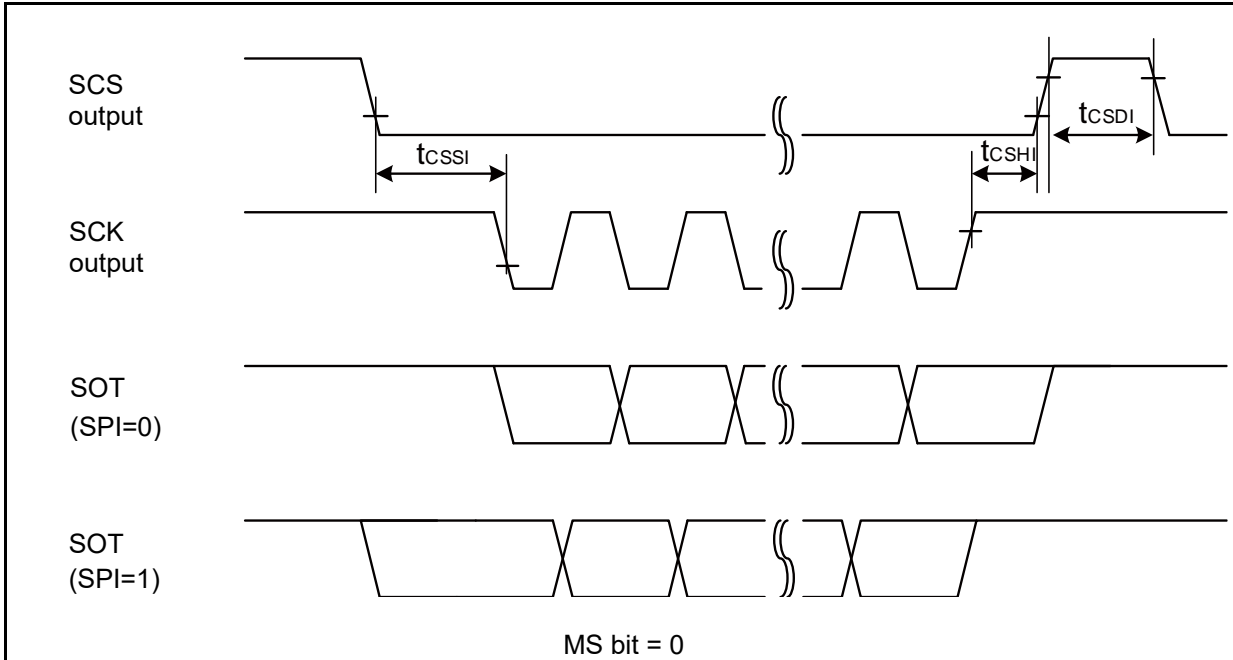 SCS
output
tCSDI
tCSSI
tCSHI
SCK
output
SOT
(SPI=0)
SOT
(SPI=1)
MS bit = 0